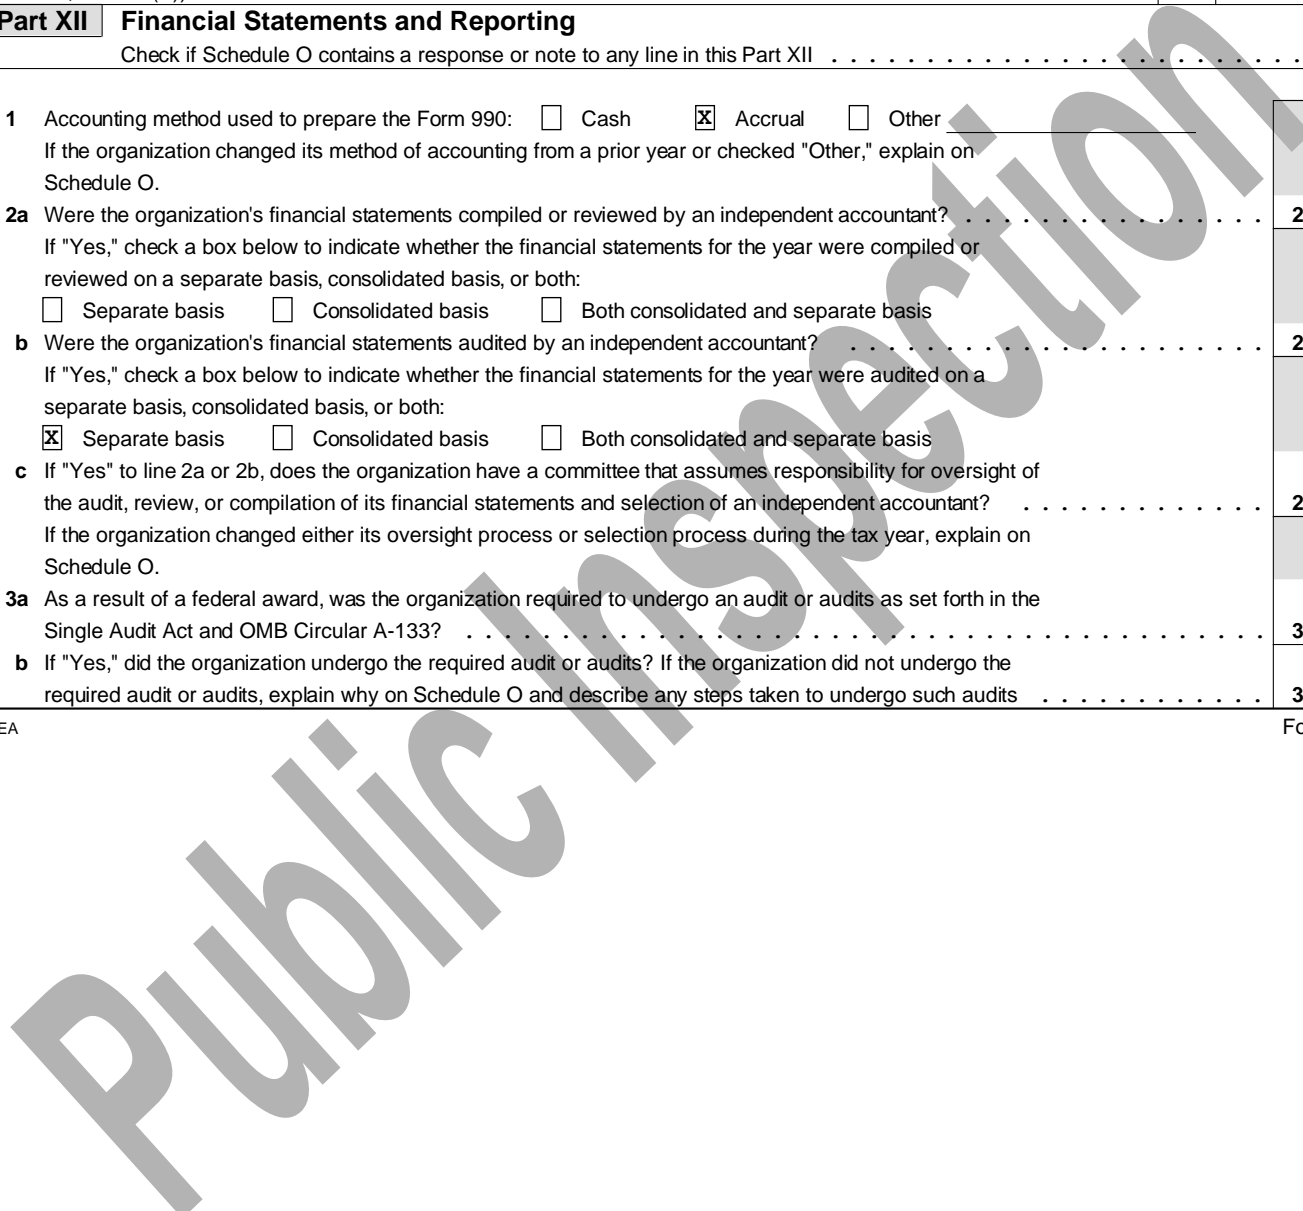 Part XII Financial Statements and Reporting
Check if Schedule O contains a response or note to any line in this Part XII . . . . . . . . . . . . . . . . . . . . . . . . . . . . . .
1 Accounting method used to prepare the Form 990: Cash X Accrual Other
If the organization changed its method of accounting from a prior year or checked "Other," explain on
Schedule O.
2a Were the organization's financial statements compiled or reviewed by an independent accountant? . . . . . . . . . . . . . . . . . . . 2
If "Yes," check a box below to indicate whether the financial statements for the year were compiled or
reviewed on a separate basis, consolidated basis, or both:
Separate basis Consolidated basis Both consolidated and separate basis
b Were the organization's financial statements audited by an independent accountant? . . . . . . . . . . . . . . . . . . . . . . . . . . 2
If "Yes," check a box below to indicate whether the financial statements for the year were audited on a
separate basis, consolidated basis, or both:
X Separate basis Consolidated basis Both consolidated and separate basis
c If "Yes" to line 2a or 2b, does the organization have a committee that assumes responsibility for oversight of
the audit, review, or compilation of its financial statements and selection of an independent accountant? . . . . . . . . . . . . . 2
If the organization changed either its oversight process or selection process during the tax year, explain on
Schedule O.
3a As a result of a federal award, was the organization required to undergo an audit or audits as set forth in the
Single Audit Act and OMB Circular A-133? . . . . . . . . . . . . . . . . . . . . . . . . . . . . . . . . . . . . . . . . . . . . . . . . . . . 3
b If "Yes," did the organization undergo the required audit or audits? If the organization did not undergo the
required audit or audits, explain why on Schedule O and describe any steps taken to undergo such audits . . . . . . . . . . . . 3
EA Fo
Public Inspection